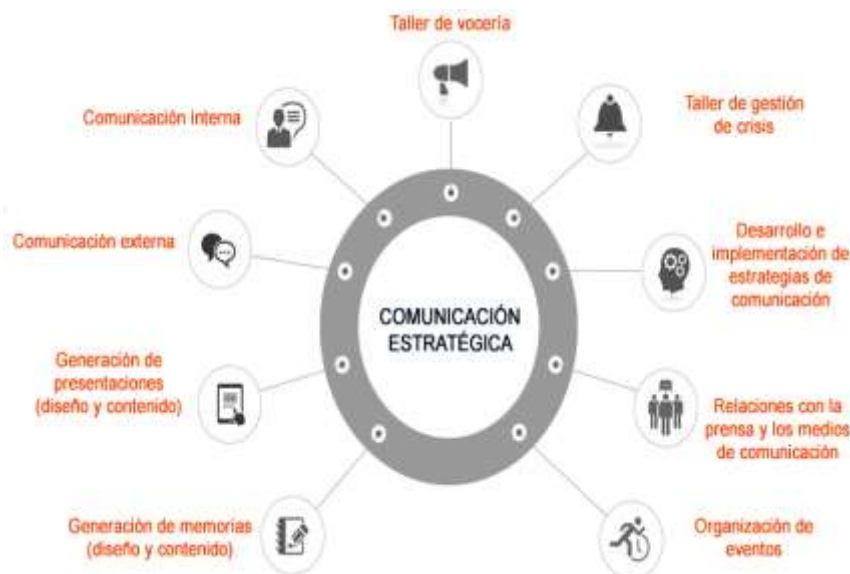 Taller de vocería
Comunicación interna
Taller de gestión
de crisis
Comunicación externa
Desarrollo e
implementación de
estrategias de
comunicación
COMUNICACIÓN
ESTRATÉGICA
Generación de
presentaciones
(diseño y contenido)
Relaciones con la
prensa y los medios
de comunicación
Generación de memorias
(diseño y contenido)
Organización de
eventos